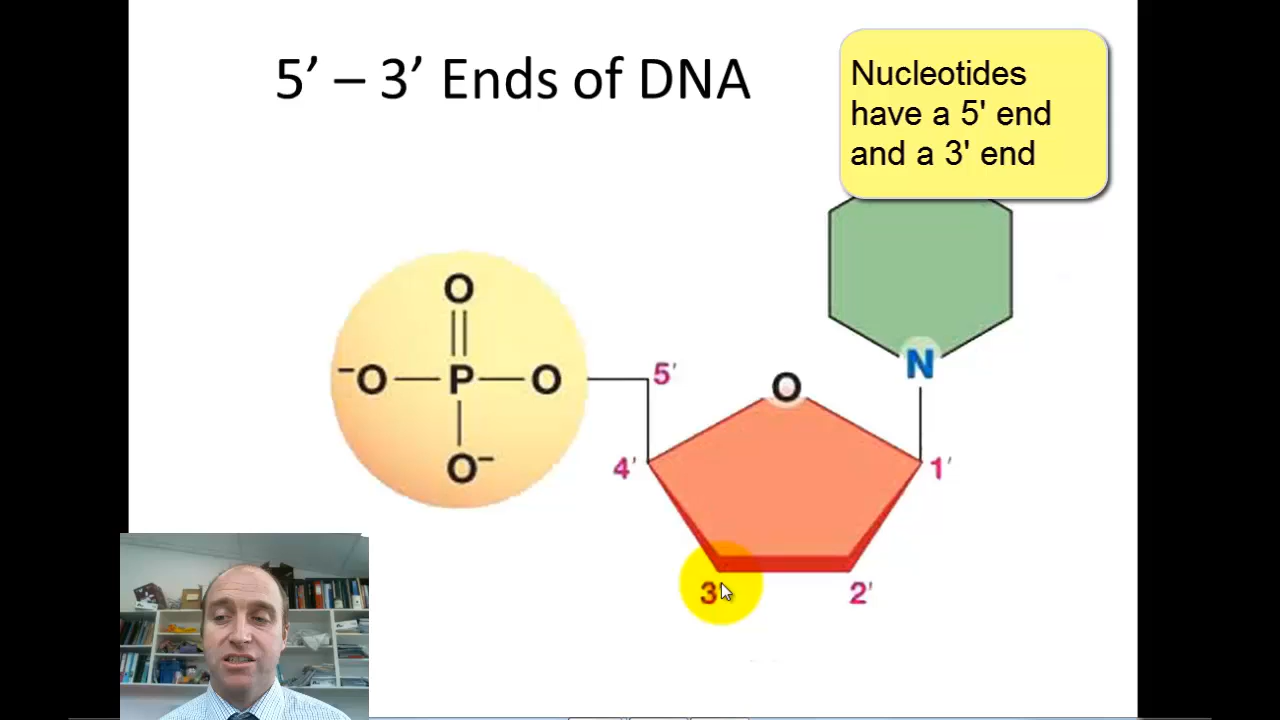 5’ – 3’ Ends of DNA
Nucleotides
have a 5' end
and a 3' end
O
⁻O P O
O⁻
5'
O
N
4'
1'
3
2'